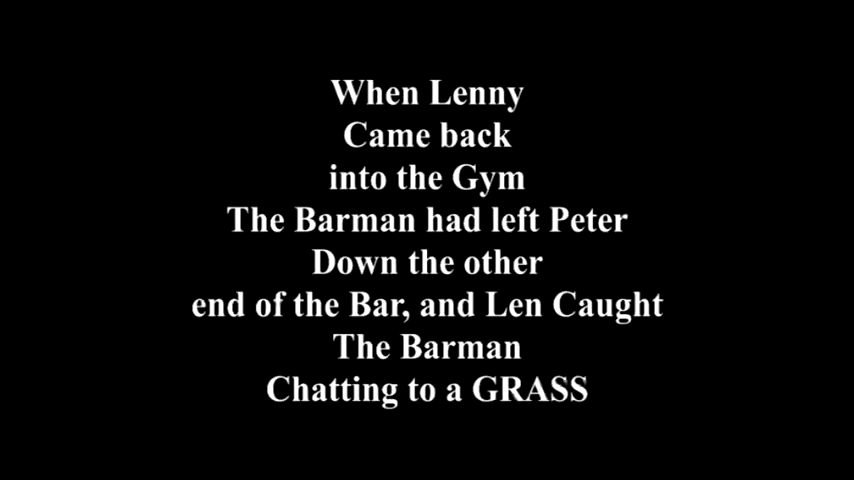 When Lenny
Came back
into the Gym
The Barman had left Peter
Down the other
end of the Bar, and Len Caught
The Barman
Chatting to a GRASS